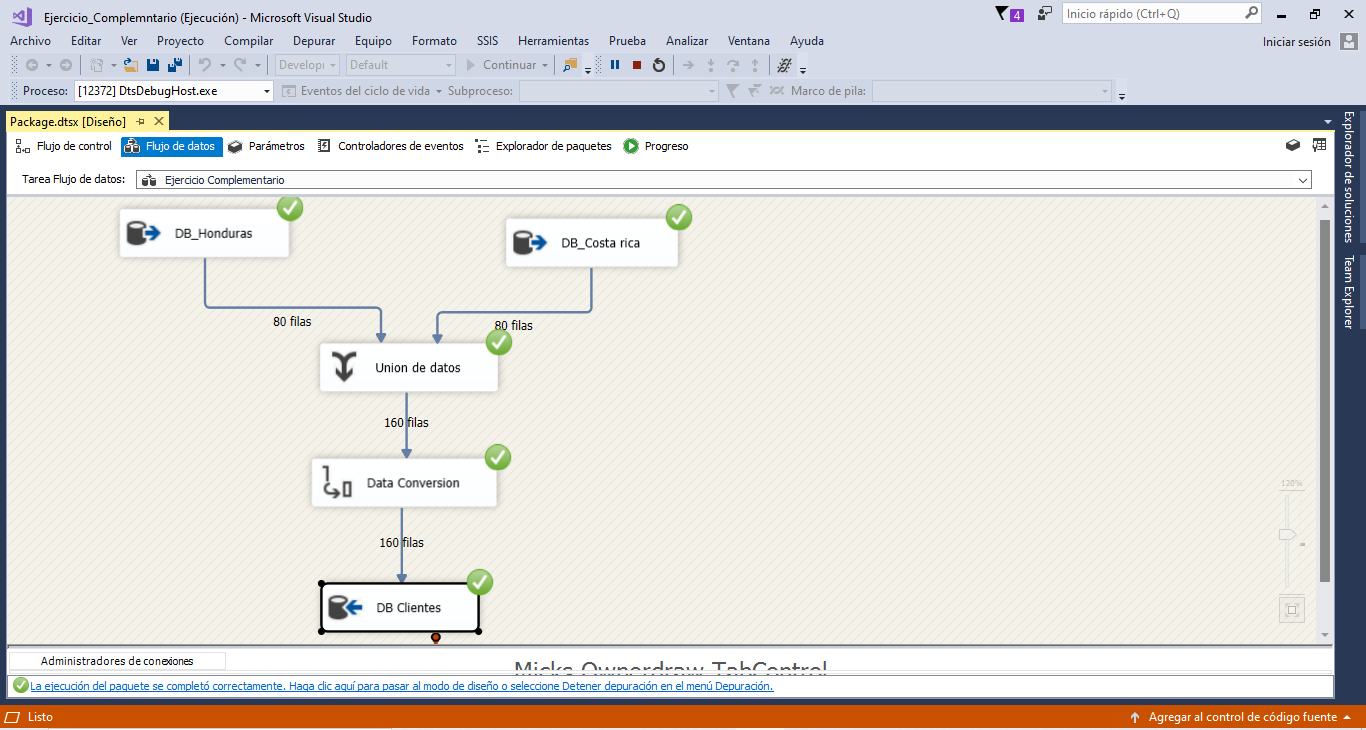 Ejercicio_Complemntario (Ejecución) - Microsoft Visual Studio
4
Inicio rápido (Ctrl+Q)
Archivo Editar Ver Proyecto Compilar Depurar Equipo Formato SSIS Herramientas Prueba Analizar Ventana Ayuda
Iniciar sesión
Developi Default Continuar
Proceso: [12372] DtsDebugHost.exe Eventos del ciclo de vida Subproceso: Marco de pila:
Package.dtsx [Diseño]
Flujo de control Flujo de datos Parámetros Controladores de eventos Explorador de paquetes Progreso
Tarea Flujo de datos: Ejercicio Complementario
Explorador de soluciones
Team Explorer
DB_Honduras
DB_Costa rica
80 filas
80 filas
Union de datos
160 filas
Data Conversion
160 filas
DB Clientes
120%
Administradores de conexiones
Micks Ownerdraw TabControl
La ejecución del paquete se completó correctamente. Haga clic aquí para pasar al modo de diseño o seleccione Detener depuración en el menú Depuración.
Listo
Agregar al control de código fuente